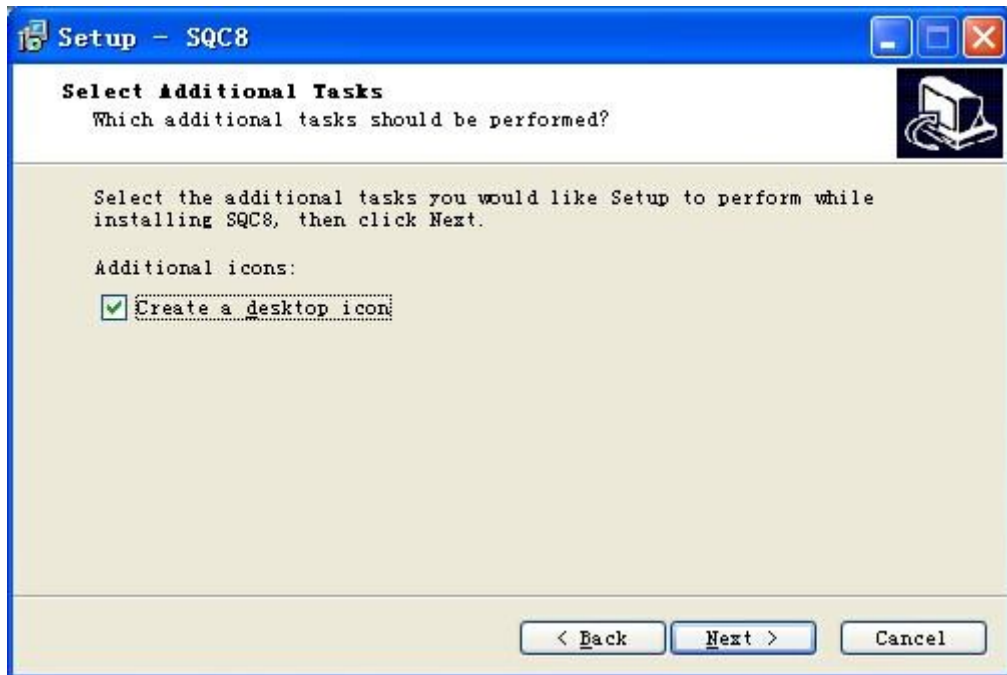 Setup - SQC8
Select Additional Tasks
Which additional tasks should be performed?
Select the additional tasks you would like Setup to perform while
installing SQC8, then click Next.
Additional icons:
Create a desktop icon
< Back
Next >
Cancel